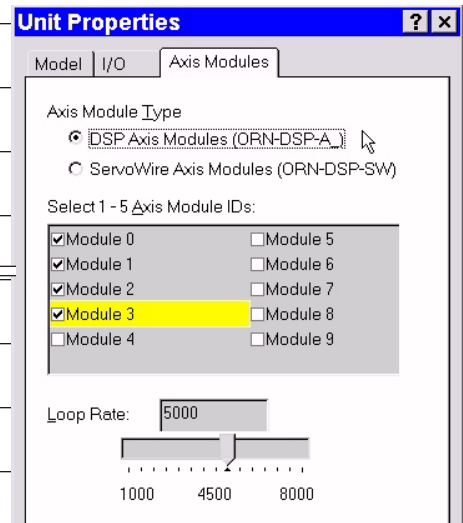 Unit Properties ? ×
Model I/O Axis Modules
Axis Module Type
DSP Axis Modules (ORN-DSP-A_)
ServoWire Axis Modules (ORN-DSP-SW)
Select 1 - 5 Axis Module IDs:
Module 0 Module 5
Module 1 Module 6
Module 2 Module 7
Module 3 Module 8
Module 4 Module 9
Loop Rate: 5000
1000 4500 8000